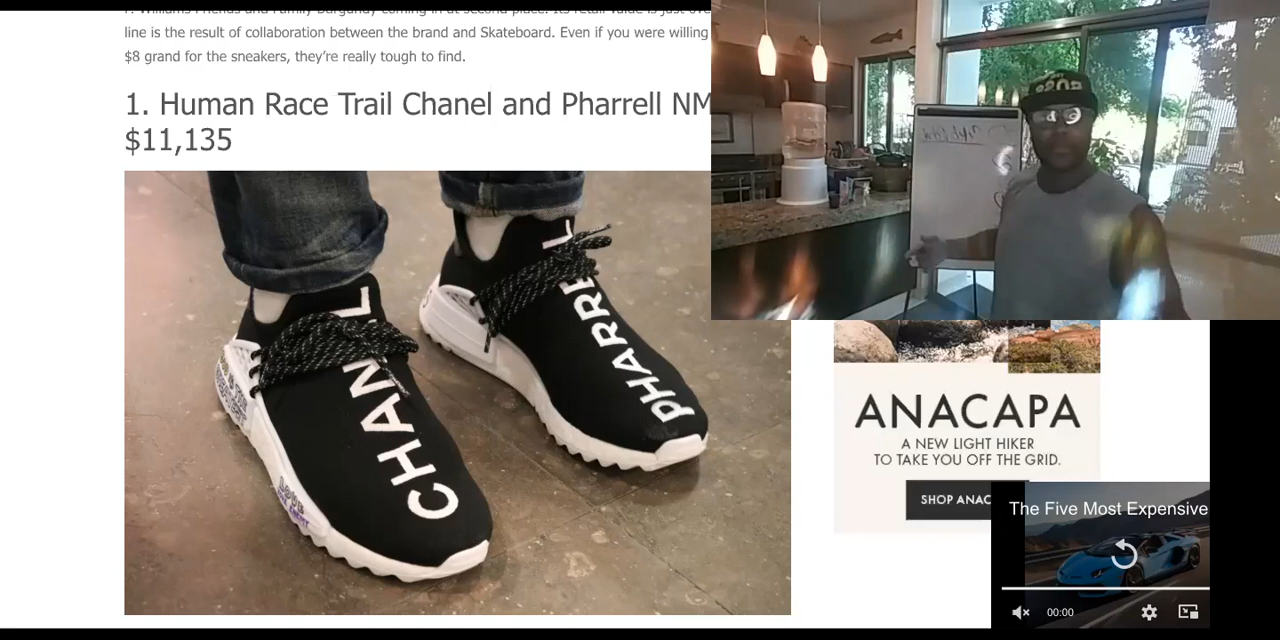 line is the result of collaboration between the brand and Skateboard. Even if you were willing
$8 grand for the sneakers, they're really tough to find.
1. Human Race Trail Chanel and Pharrell NM
$11,135
CHANEL
PHARREL
ANACAPA
A NEW LIGHT HIKER
TO TAKE YOU OFF THE GRID.
SHOP ANAC
The Five Most Expensive
00:00